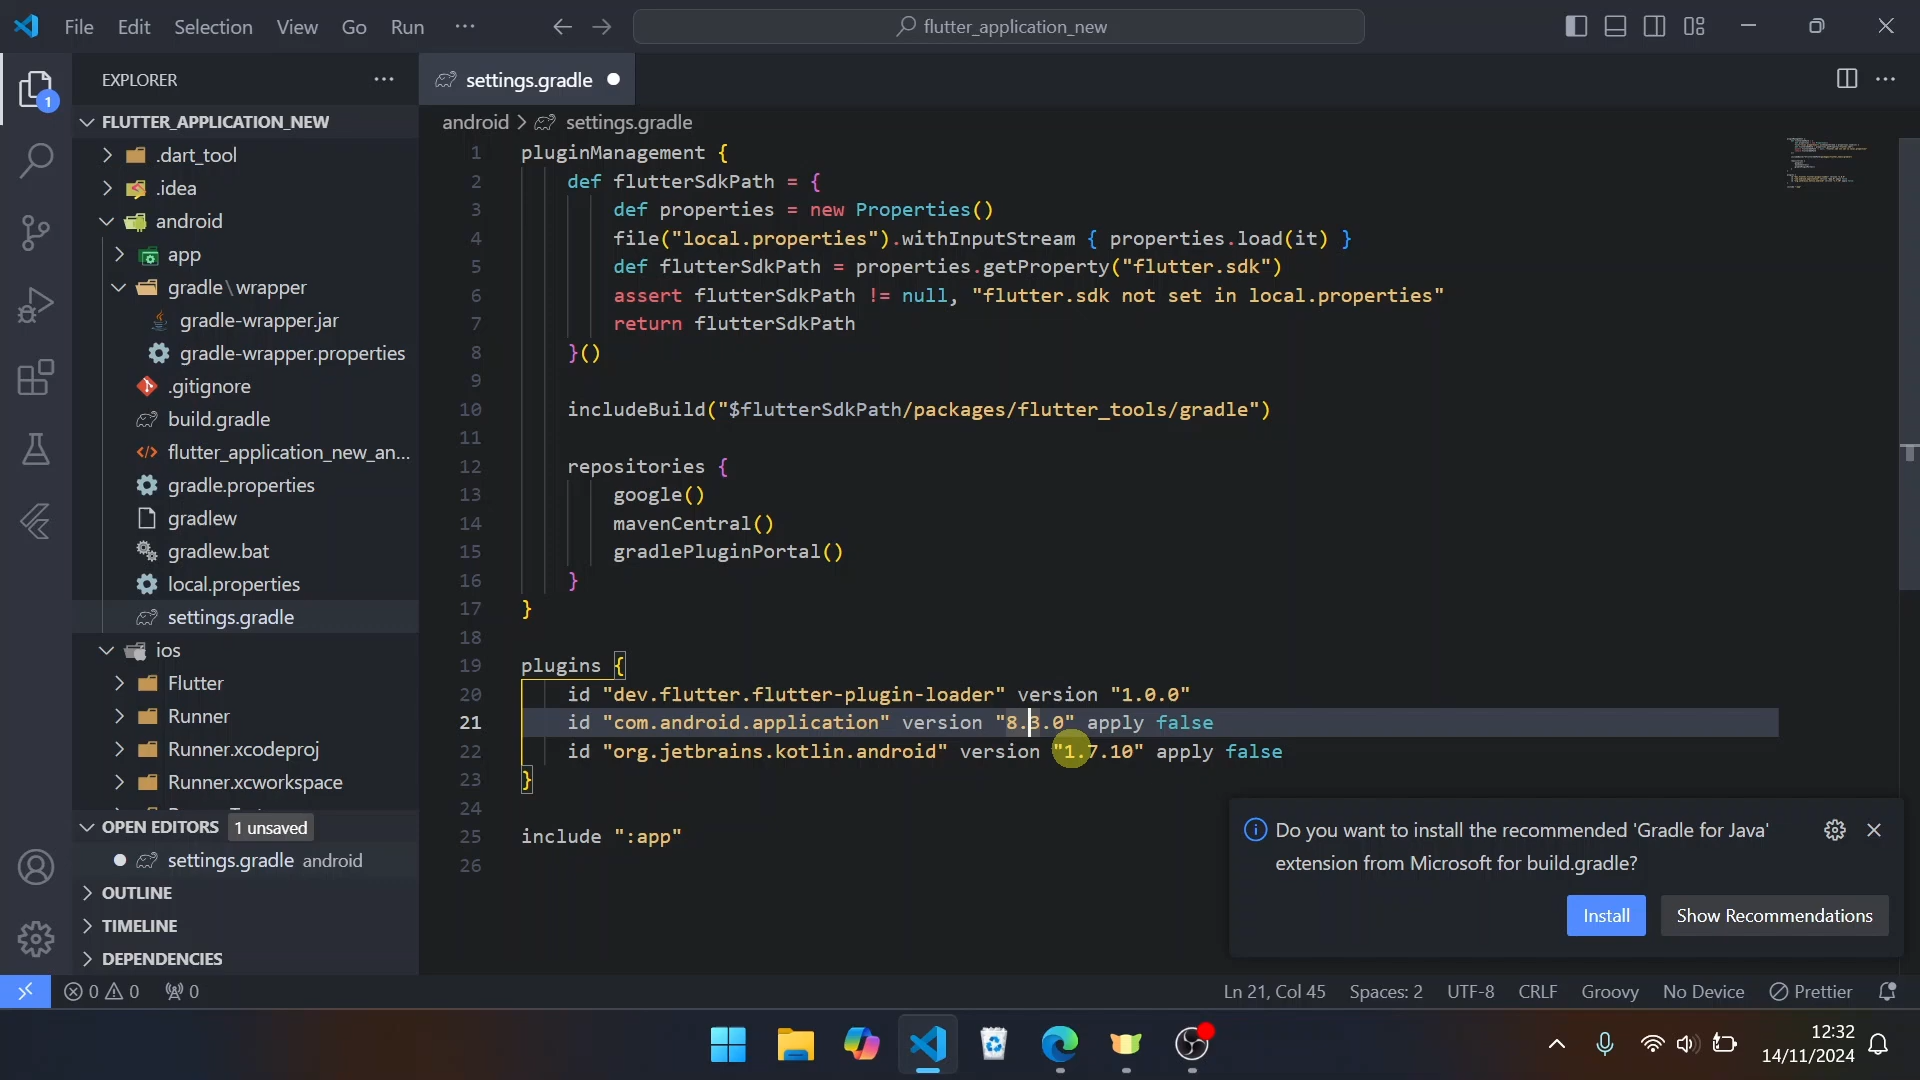 File Edit Selection View Go Run ···
flutter_application_new
EXPLORER ···
FLUTTER_APPLICATION_NEW
.dart_tool
.idea
android
app
gradle\wrapper
gradle-wrapper.jar
gradle-wrapper.properties
.gitignore
build.gradle
flutter_application_new_an...
gradle.properties
gradlew
gradlew.bat
local.properties
settings.gradle
ios
Flutter
Runner
Runner.xcodeproj
Runner.xcworkspace
OPEN EDITORS 1 unsaved
settings.gradle android
OUTLINE
TIMELINE
DEPENDENCIES
1
settings.gradle
android > settings.gradle
1 pluginManagement {
2 def flutterSdkPath = {
3 def properties = new Properties()
4 file("local.properties").withInputStream { properties.load(it) }
5 def flutterSdkPath = properties.getProperty("flutter.sdk")
6 assert flutterSdkPath != null, "flutter.sdk not set in local.properties"
7 return flutterSdkPath
8 }()
9
10 includeBuild("$flutterSdkPath/packages/flutter_tools/gradle")
11
12 repositories {
13 google()
14 mavenCentral()
15 gradlePluginPortal()
16 }
17 }
18
19 plugins {
20 id "dev.flutter.flutter-plugin-loader" version "1.0.0"
21 id "com.android.application" version "8.3.0" apply false
22 id "org.jetbrains.kotlin.android" version "1.7.10" apply false
23 }
24
25 include ":app"
26
Do you want to install the recommended 'Gradle for Java'
extension from Microsoft for build.gradle?
Install Show Recommendations
0 0 0 Ln 21, Col 45 Spaces: 2 UTF-8 CRLF Groovy No Device Prettier
12:32
14/11/2024